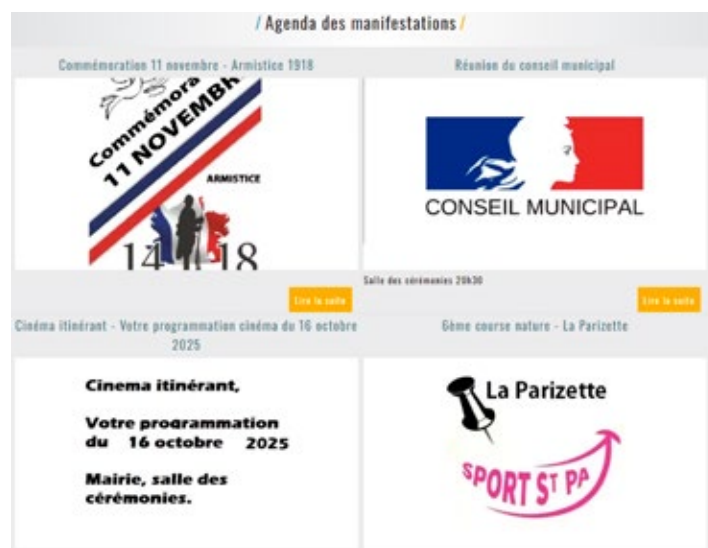 / Agenda des manifestations /
Commémoration 11 novembre - Armistice 1918
Commémora
11 NOVEMBR
ARMISTICE
14 18
Réunion du conseil municipal
CONSEIL MUNICIPAL
Salle des cérémonies 20h30
Lire la suite
Lire la suite
Cinéma itinérant - Votre programmation cinéma du 16 octobre
2025
Cinema itinérant,
Votre programmation
du 16 octobre 2025
Mairie, salle des
cérémonies.
6ème course nature - La Parizette
La Parizette
SPORT ST PA